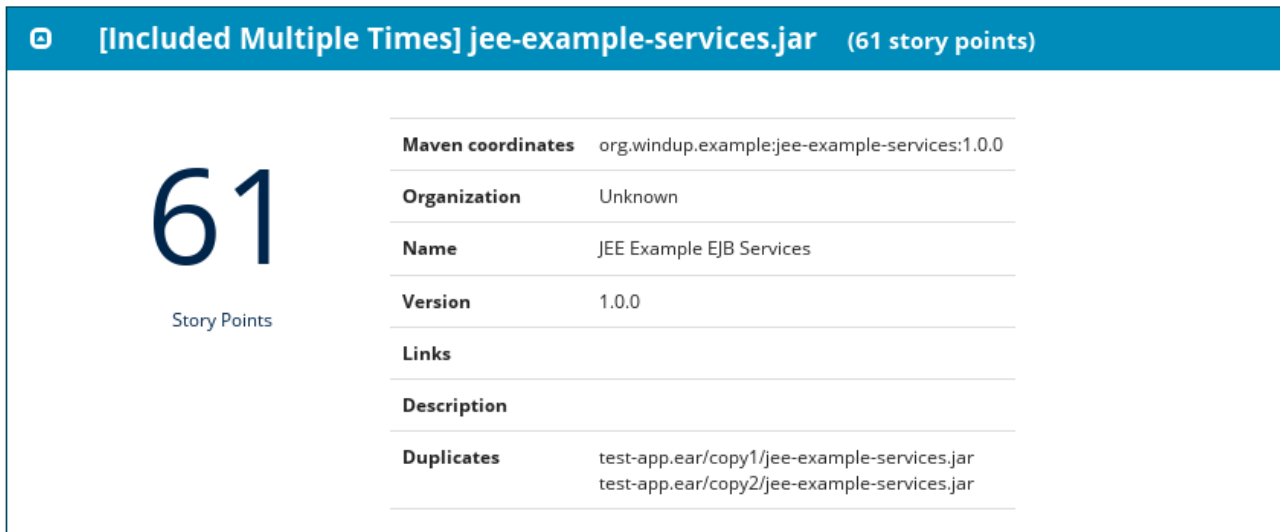 [Included Multiple Times] jee-example-services.jar (61 story points)
61
Story Points
Maven coordinates org.windup.example:jee-example-services:1.0.0
Organization Unknown
Name JEE Example EJB Services
Version 1.0.0
Links
Description
Duplicates test-app.ear/copy1/jee-example-services.jar
test-app.ear/copy2/jee-example-services.jar